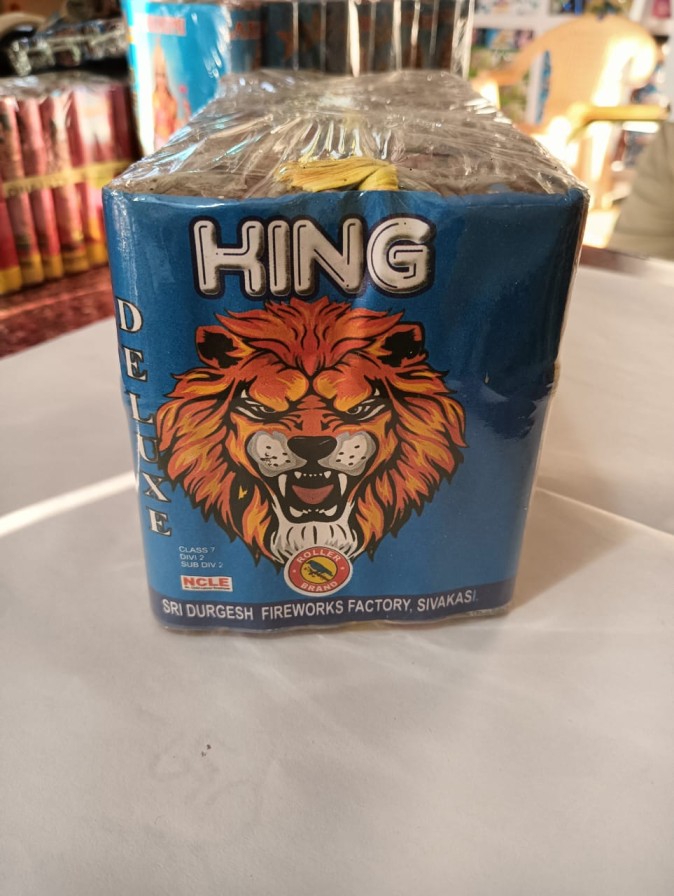 KING
DELUXE
CLASS 7
DIVI 2
SUB DIV 2
NCLE
ROLLER
BRAND
SRI DURGESH FIREWORKS FACTORY, SIVAKASI.